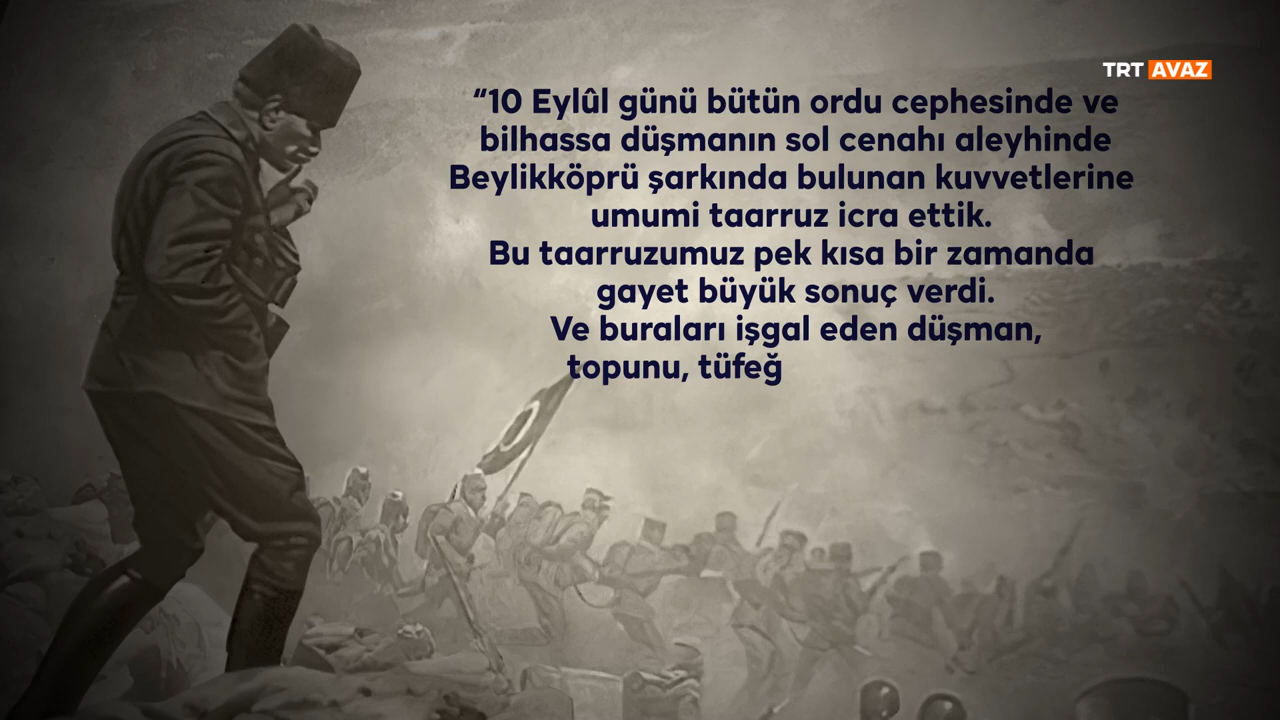 TRT AVAZ
“10 Eylûl günü bütün ordu cephesinde ve
bilhassa düşmanın sol cenahı aleyhinde
Beylikköprü şarkında bulunan kuvvetlerine
umumi taarruz icra ettik.
Bu taarruzumuz pek kısa bir zamanda
gayet büyük sonuç verdi.
Ve buraları işgal eden düşman,
topunu, tüfeğ